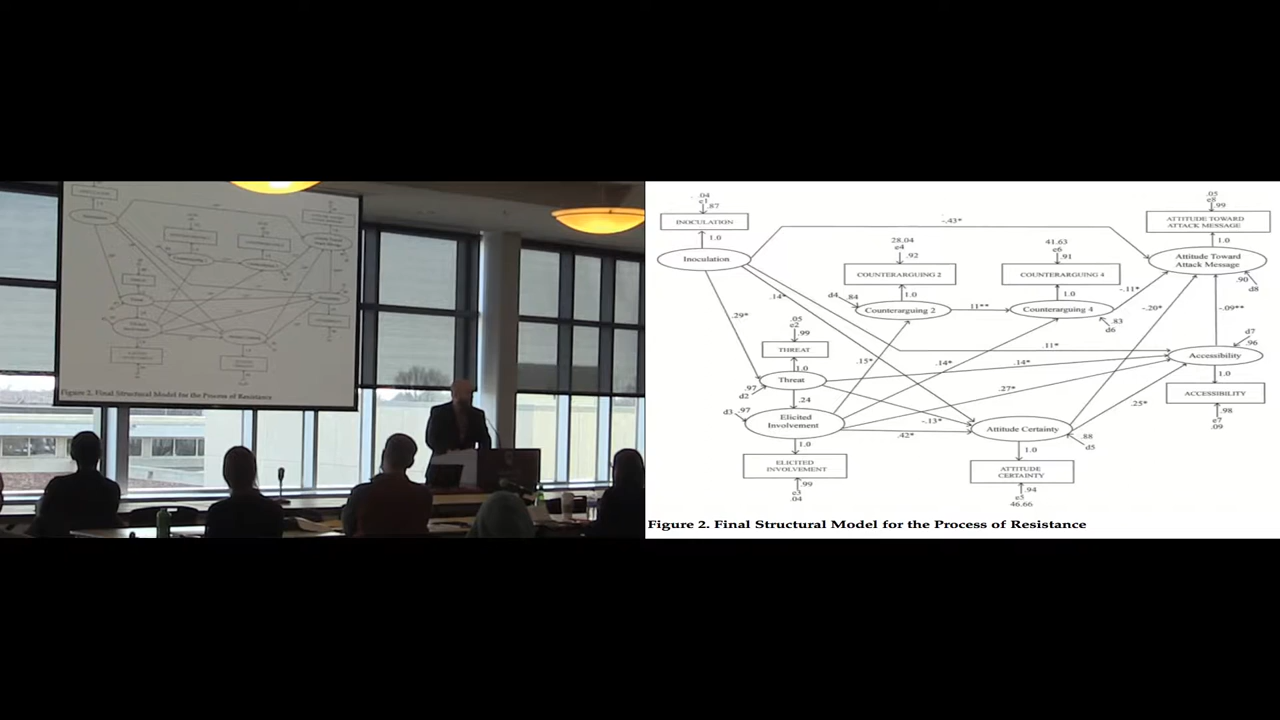 .04
e1
.87
INOCULATION
1.0
Inoculation
-.43*
.05
e8
.99
ATTITUDE TOWARD
ATTACK MESSAGE
1.0
Attitude Toward
Attack Message
.90
d8
28.04
e4
.92
COUNTERARGUING 2
1.0
d4
.84
Counterarguing 2
11**
41.63
e6
.91
COUNTERARGUING 4
1.0
Counterarguing 4
.83
d6
-.11*
-.20*
-.09**
.14*
.29*
.05
e2
.99
THREAT
1.0
Threat
.97
d2
.24
.15*
.14*
.11*
.14*
.27*
d7
.96
Accessibility
1.0
ACCESSIBILITY
.98
e7
.09
d3
.97
Elicited
Involvement
1.0
ELICITED
INVOLVEMENT
.99
e3
.04
-.13*
.42*
.25*
Attitude Certainty
.88
d5
1.0
ATTITUDE
CERTAINTY
.94
e5
46.66
Figure 2. Final Structural Model for the Process of Resistance
Figure 2. Final Structural Model for the Process of Resistance